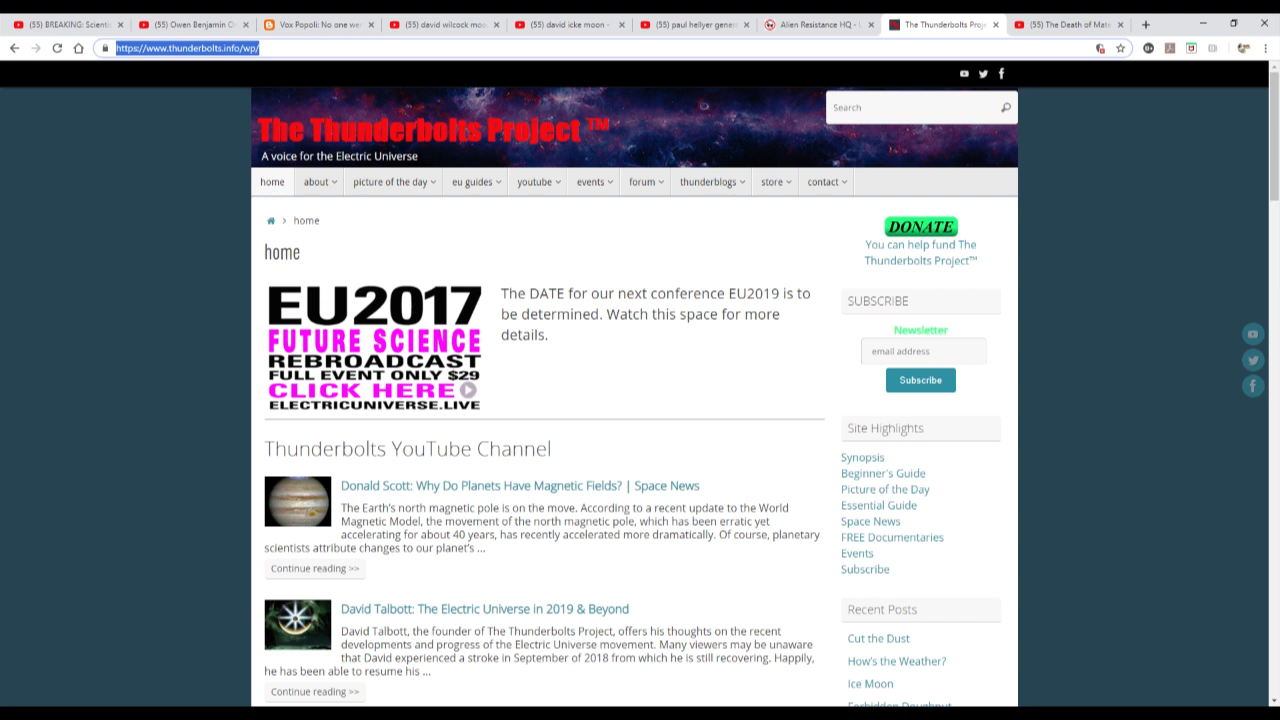 (55) BREAKING: Scienti
(55) Owen Benjamin O
Vox Popoli: No one we
(55) david wilcock moo
(55) david icke moon -
(55) paul hellyer gene
Alien Resistance HQ -
The Thunderbolts Proje
(55) The Death of Mate
https://www.thunderbolts.info/wp/
Search
The Thunderbolts Project ™
A voice for the Electric Universe
home about picture of the day eu guides youtube events forum thunderblogs store contact
home
home
EU2017
FUTURE SCIENCE
REBROADCAST
FULL EVENT ONLY $29
CLICK HERE
ELECTRICUNIVERSE.LIVE
The DATE for our next conference EU2019 is to
be determined. Watch this space for more
details.
Thunderbolts YouTube Channel
Donald Scott: Why Do Planets Have Magnetic Fields? | Space News
The Earth's north magnetic pole is on the move. According to a recent update to the World
Magnetic Model, the movement of the north magnetic pole, which has been erratic yet
accelerating for about 40 years, has recently accelerated more dramatically. Of course, planetary
scientists attribute changes to our planet's ...
Continue reading >>
David Talbott: The Electric Universe in 2019 & Beyond
David Talbott, the founder of The Thunderbolts Project, offers his thoughts on the recent
developments and progress of the Electric Universe movement. Many viewers may be unaware
that David experienced a stroke in September of 2018 from which he is still recovering. Happily,
he has been able to resume his ...
Continue reading >>
DONATE
You can help fund The
Thunderbolts Project™
SUBSCRIBE
Newsletter
email address
Subscribe
Site Highlights
Synopsis
Beginner's Guide
Picture of the Day
Essential Guide
Space News
FREE Documentaries
Events
Subscribe
Recent Posts
Cut the Dust
How's the Weather?
Ice Moon
Forbidden Doughnut